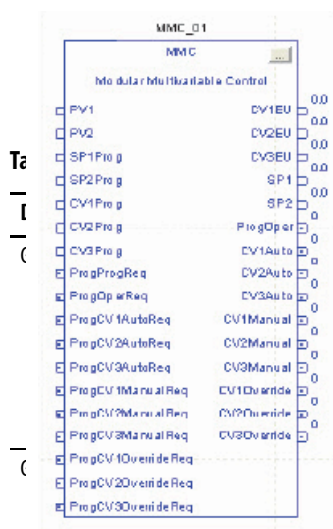 MMC_01
MMC
...
Modular Multivariable Control
PV1 CV1EU 0.0
PV2 CV2EU 0.0
SP1Prog CV3EU 0.0
SP2Prog SP1 0.0
CV1Prog SP2 0.0
CV2Prog ProgOper 0
CV3Prog CV1Auto 0
ProgProgReq CV2Auto 0
ProgOperReq CV3Auto 0
ProgCV1AutoReq CV1Manual 0
ProgCV2AutoReq CV2Manual 0
ProgCV3AutoReq CV3Manual 0
ProgCV1ManualReq CV1Override 0
ProgCV2ManualReq CV2Override 0
ProgCV3ManualReq CV3Override 0
ProgCV1OverrideReq
ProgCV2OverrideReq
ProgCV3OverrideReq
Ta